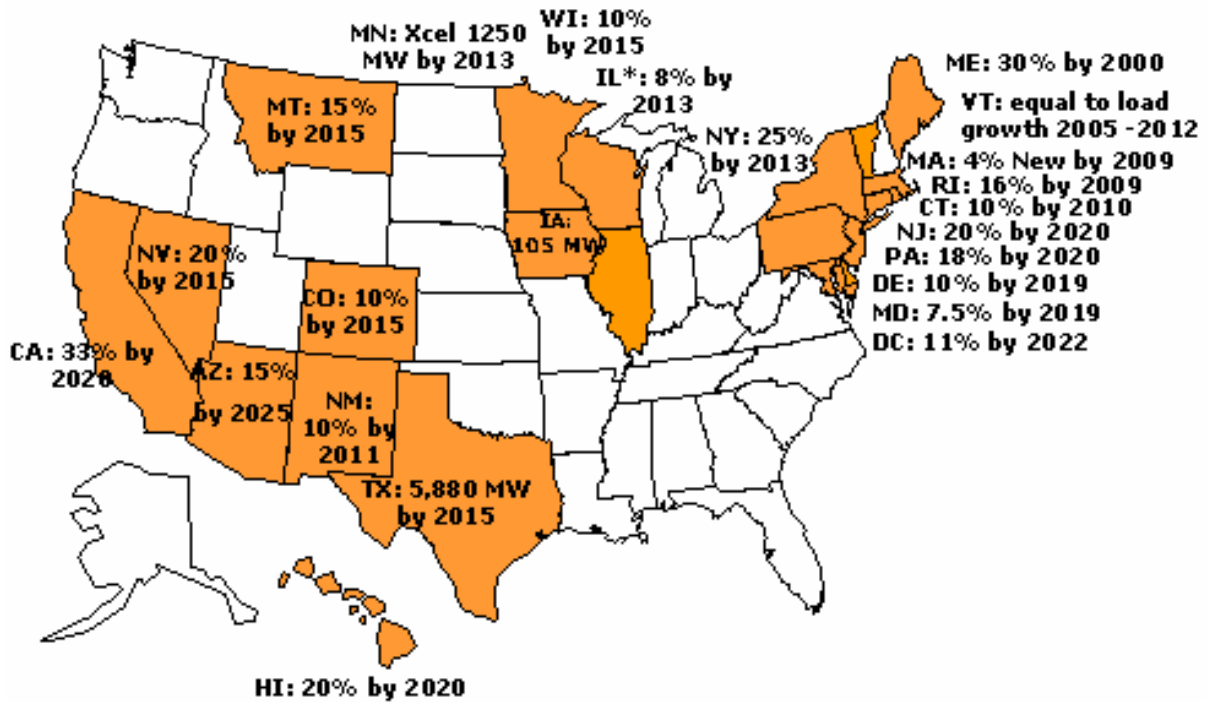 MN: Xcel 1250
MW by 2013
WI: 10%
by 2015
IL*: 8% by
2013
ME: 30% by 2000
VT: equal to load
growth 2005 -2012
MT: 15%
by 2015
NY: 25%
by 2013
MA: 4% New by 2009
RI: 16% by 2009
CT: 10% by 2010
NJ: 20% by 2020
PA: 18% by 2020
DE: 10% by 2019
MD: 7.5% by 2019
DC: 11% by 2022
IA:
105 MW
NV: 20%
by 2015
CO: 10%
by 2015
CA: 33% by
2020
AZ: 15%
by 2025
NM:
10% by
2011
TX: 5,880 MW
by 2015
HI: 20% by 2020